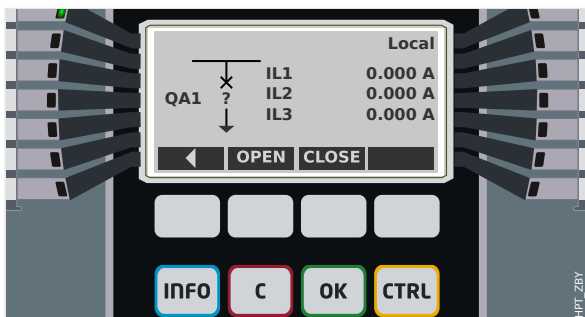 Local
IL1 0.000 A
QA1 ? IL2 0.000 A
IL3 0.000 A
OPEN CLOSE
INFO C OK CTRL
HPT_ZBY